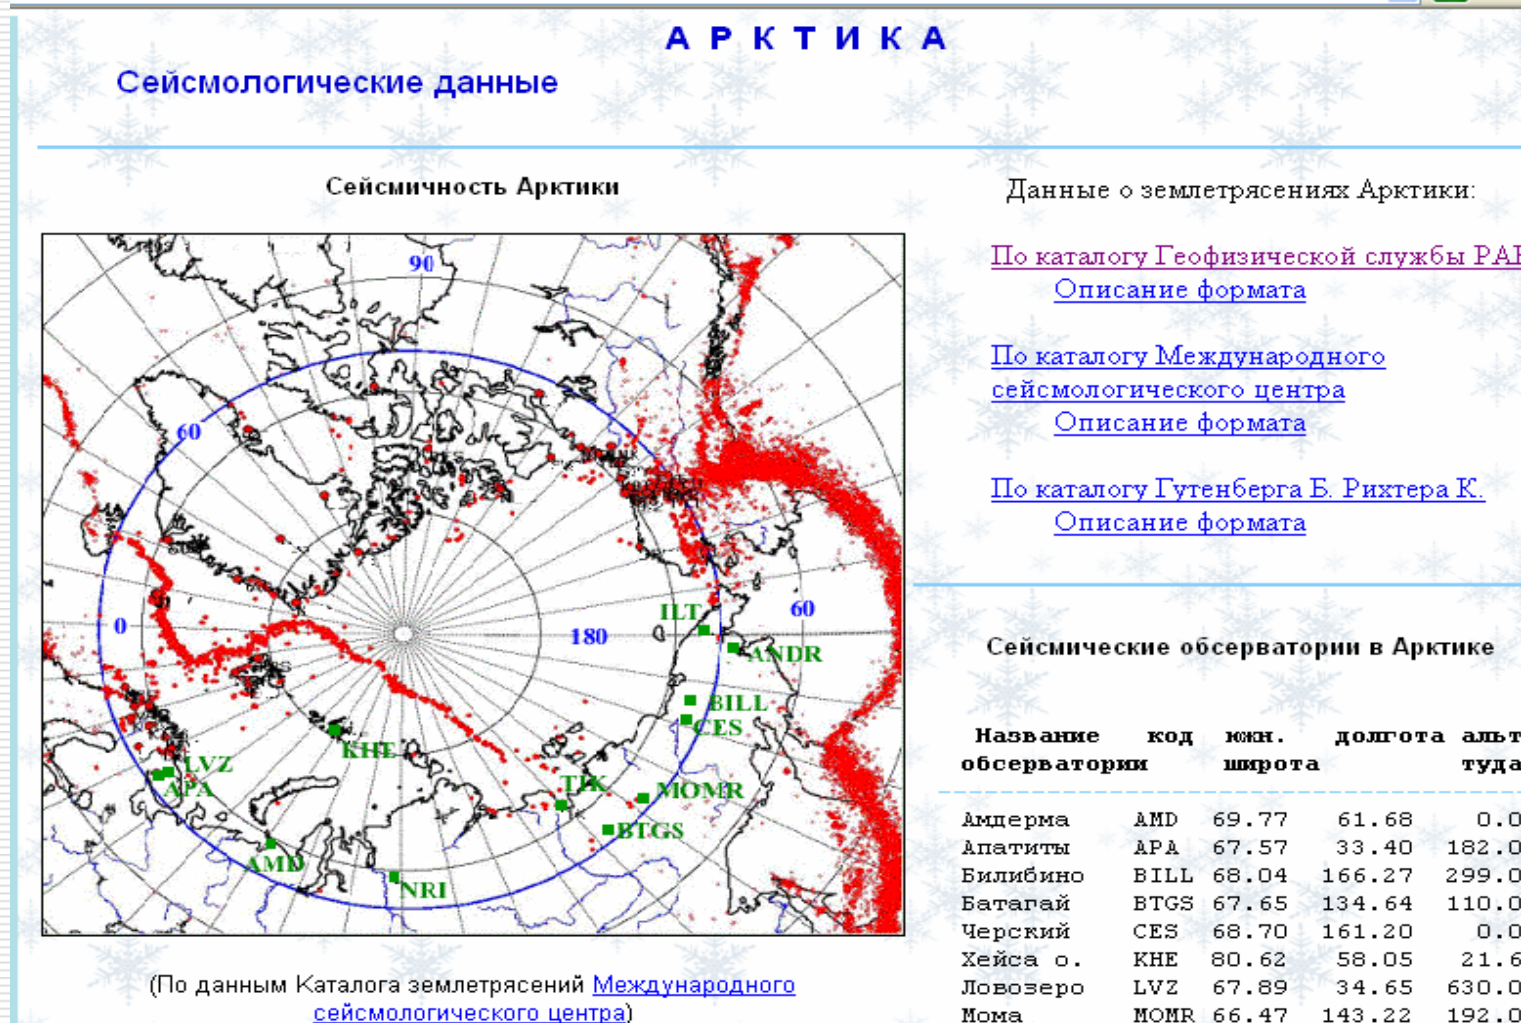 А Р К Т И К А
Сейсмологические данные
Сейсмичность Арктики
90
60
0
180
60
ILT
ANDR
BILL
CES
KHE
LVZ
APA
TIK
MOMR
BTGS
AMD
NRI
(По данным Каталога землетрясений Международного
сейсмологического центра)
Данные о землетрясениях Арктики:
По каталогу Геофизической службы
Описание формата
По каталогу Международного
сейсмологического центра
Описание формата
По каталогу Гутенберга Б. Рихтера К.
Описание формата
Сейсмические обсерватории в Арктике
Название код долгота альт
обсерватории широта туда
Амдерма AMD 69.77 61.68 0.0
Апатиты APA 67.57 33.40 182.0
Билибино BILL 68.04 166.27 299.0
Батагай BTGS 67.65 134.64 110.0
Черский CES 68.70 161.20 0.0
Хейса о. KHE 80.62 58.05 21.6
Ловозеро LVZ 67.89 34.65 630.0
Мома MOMR 66.47 143.22 192.0